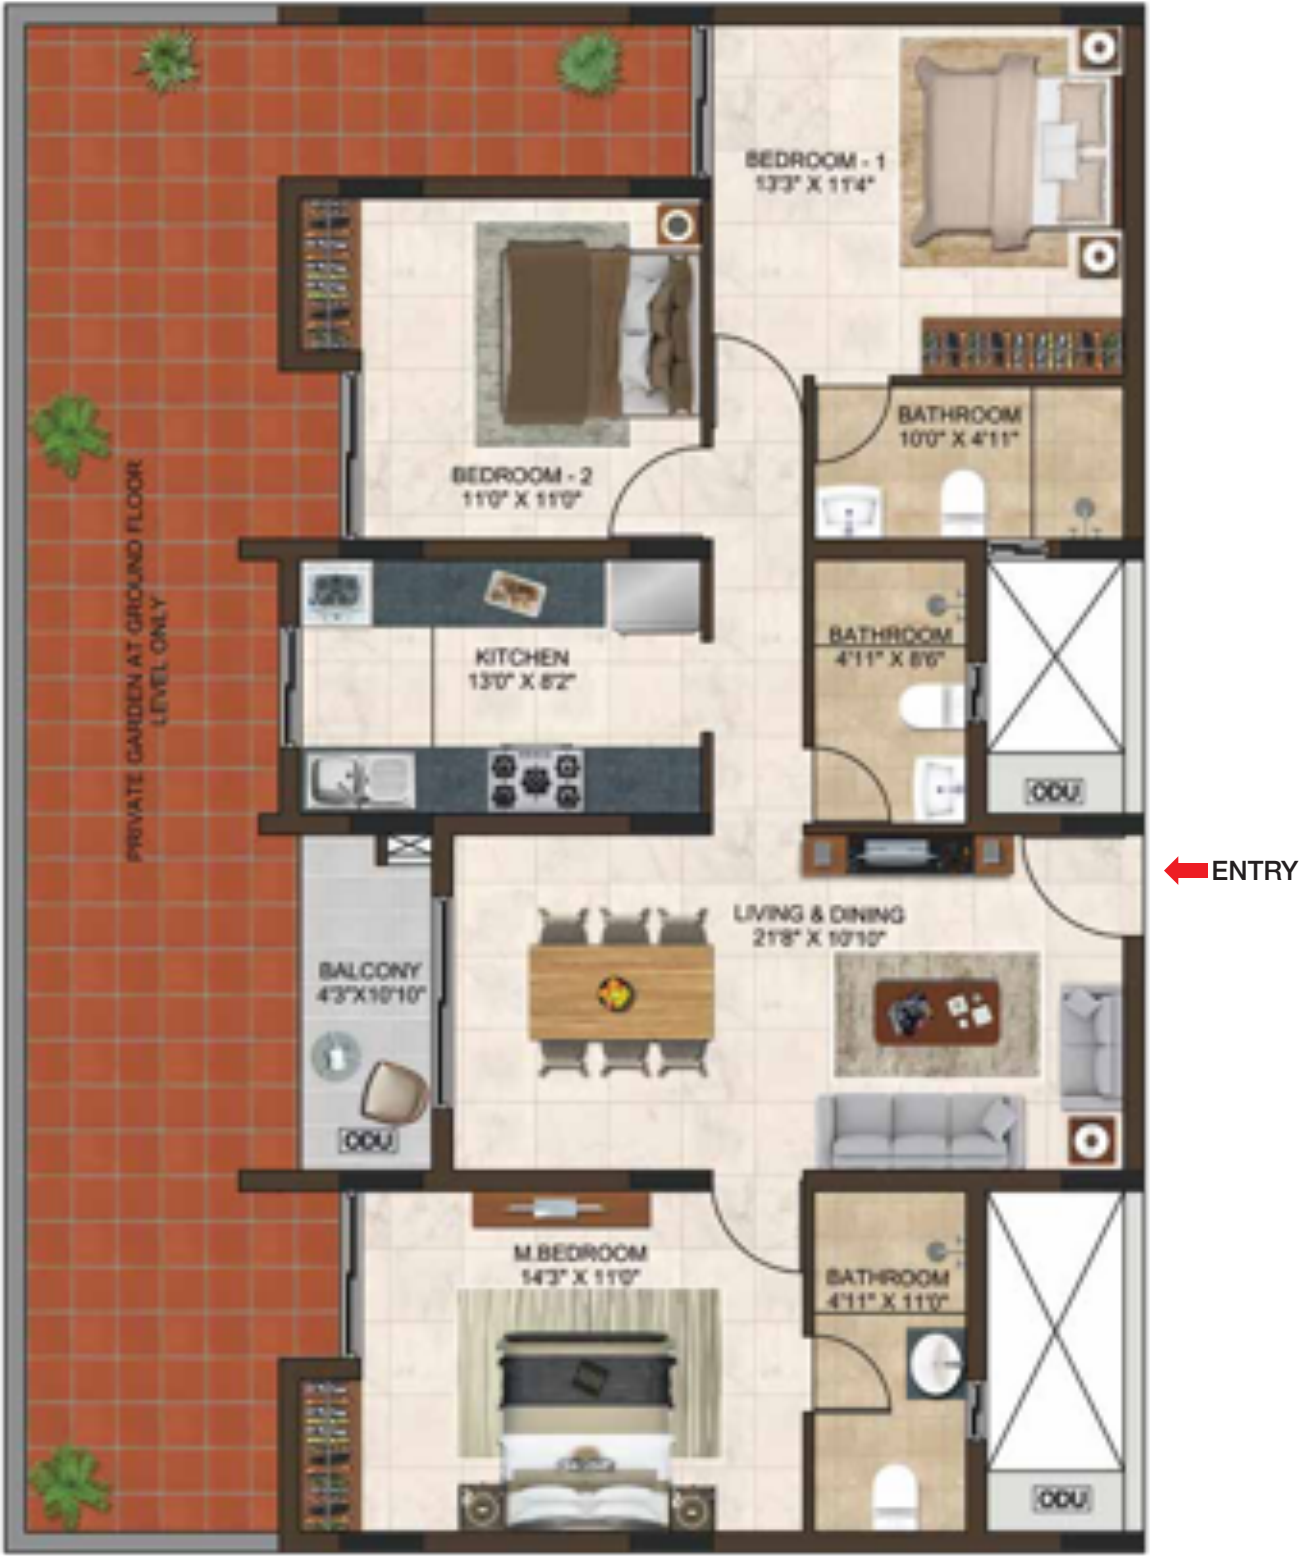 BEDROOM - 1
13'3" X 11'4"
BATHROOM
10'0" X 4'11"
BEDROOM - 2
11'0" X 11'0"
PRIVATE GARDEN AT GROUND FLOOR
LEVEL ONLY
KITCHEN
13'0" X 8'2"
BATHROOM
4'11" X 8'6"
ODU
ENTRY
LIVING & DINING
21'8" X 10'10"
BALCONY
4'3"X10'10"
ODU
M.BEDROOM
14'3" X 11'0"
BATHROOM
4'11" X 11'0"
ODU